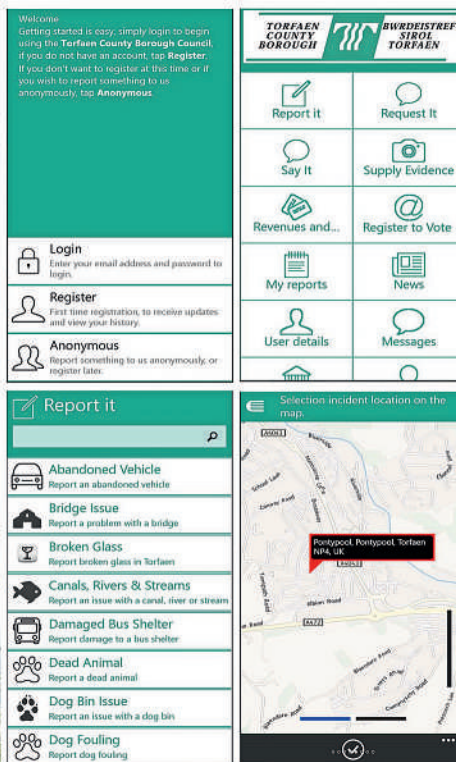 Welcome
Getting started is easy, simply login to begin
using the Torfaen County Borough Council,
if you do not have an account, tap Register.
If you don't want to register at this time or if
you wish to report something to us
anonymously, tap Anonymous.
Login
Enter your email address and password to
login.
Register
First time registration, to receive updates
and view your history.
Anonymous
Report something to us anonymously, or
register later.
TORFAEN
COUNTY
BOROUGH
BWRDEISTREF
SIROL
TORFAEN
Report it
Request It
Say It
Supply Evidence
Revenues and...
Register to Vote
My reports
News
User details
Messages
Report it
Abandoned Vehicle
Report an abandoned vehicle
Bridge Issue
Report a problem with a bridge
Broken Glass
Report broken glass in Torfaen
Canals, Rivers & Streams
Report an issue with a canal, river or stream
Damaged Bus Shelter
Report damage to a bus shelter
Dead Animal
Report a dead animal
Dog Bin Issue
Report an issue with a dog bin
Dog Fouling
Report dog fouling
Selection incident location on the
map.
A4043
School Lane
Conway Road
Pontypool, Pontypool, Torfaen
NP4, UK
A4043
Albion Road
A472
Road